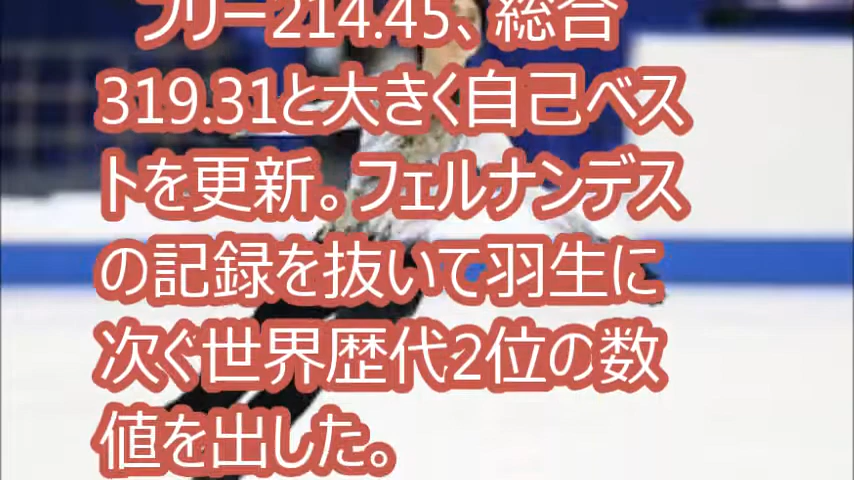 フリー214.45、総合
319.31と大きく自己ベス
トを更新。フェルナンデス
の記録を抜いて羽生に
次ぐ世界歴代2位の数
値を出した。